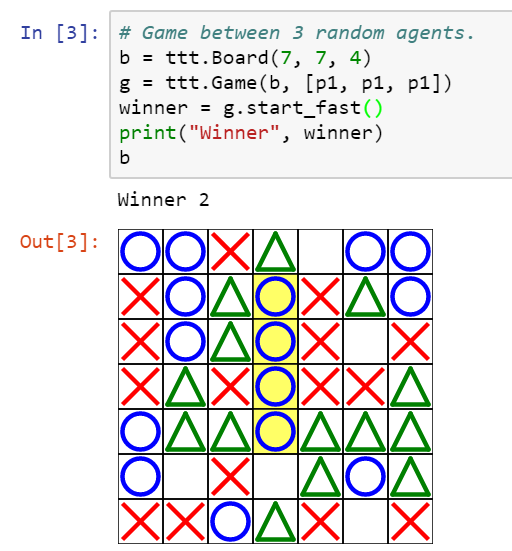 In [3]:
# Game between 3 random agents.
b = ttt.Board(7, 7, 4)
g = ttt.Game(b, [p1, p1, p1])
winner = g.start_fast()
print("Winner", winner)
b
Winner 2
Out[3]: